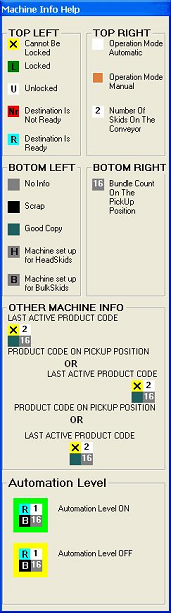 Machine Info Help
TOP LEFT
X Cannot Be
Locked
L Locked
U Unlocked
Nr Destination Is
Not Ready
R Destination Is
Ready
TOP RIGHT
Operation Mode
Automatic
Operation Mode
Manual
2 Number Of
Skids On The
Conveyor
BOTOM LEFT
No Info
Scrap
Good Copy
H Machine set up
for HeadSkids
B Machine set up
for BulkSkids
BOTTOM RIGHT
16 Bundle Count
On The
PickUp
Position
OTHER MACHINE INFO
LAST ACTIVE PRODUCT CODE
X 2
16
PRODUCT CODE ON PICKUP POSITION
OR
LAST ACTIVE PRODUCT CODE
X 2
16
PRODUCT CODE ON PICKUP POSITION
OR
LAST ACTIVE PRODUCT CODE
X 2
16
Automation Level
R 1
B 16
Automation Level ON
R 1
B 16
Automation Level OFF